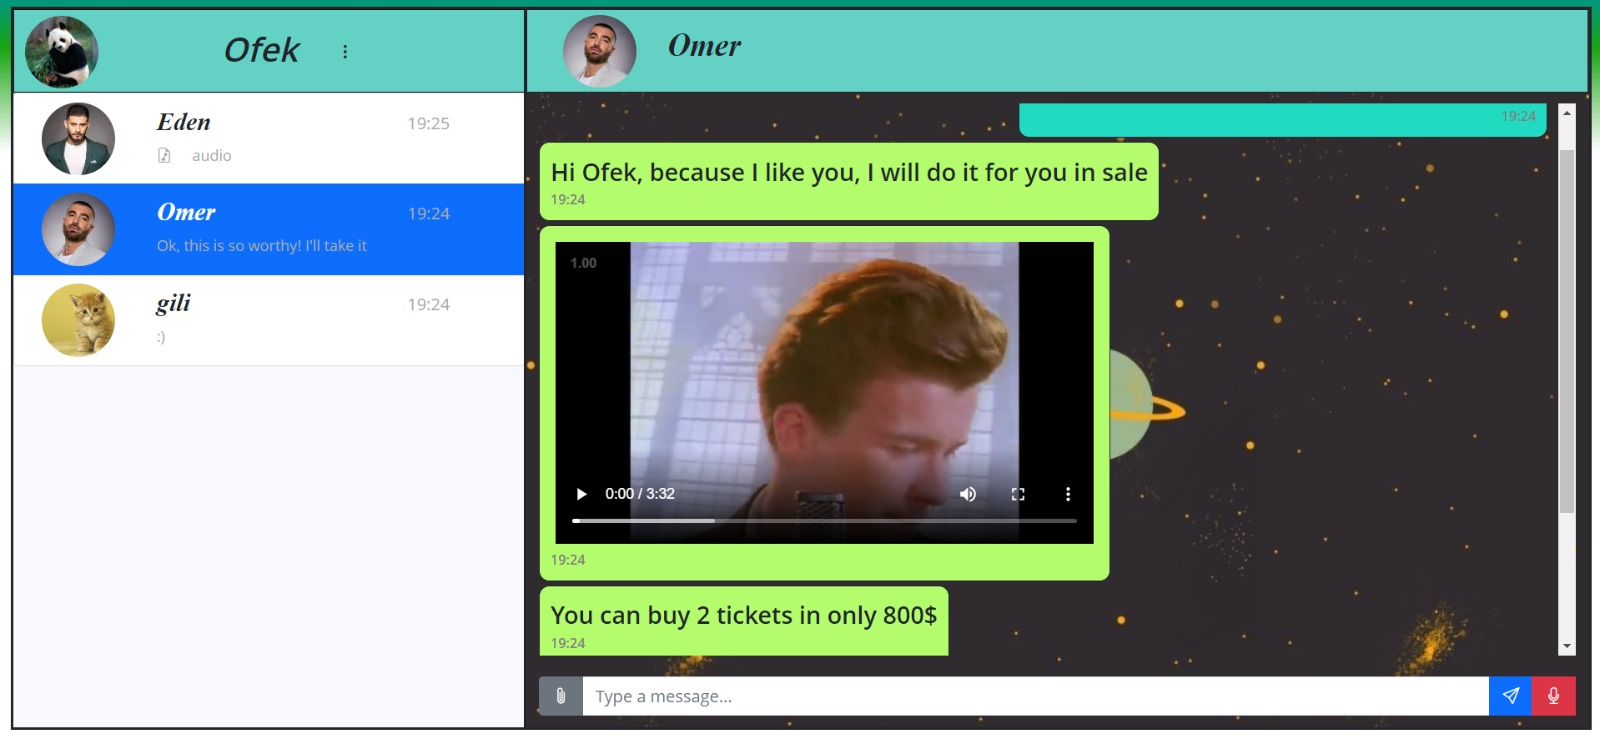 Ofek
Omer
Eden
19:25
audio
Omer
19:24
Ok, this is so worthy! I'll take it
gili
19:24
:)
19:24
Hi Ofek, because I like you, I will do it for you in sale
19:24
1.00
0:00 / 3:32
19:24
You can buy 2 tickets in only 800$
19:24
Type a message...